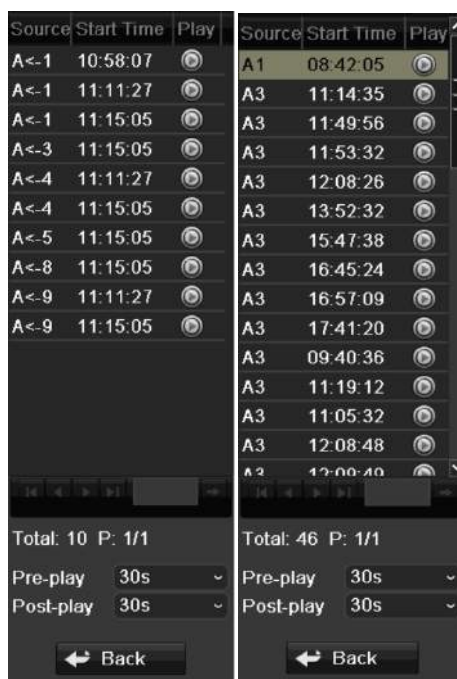 Source Start Time Play
A<-1 10:58:07
A<-1 11:11:27
A<-1 11:15:05
A<-3 11:15:05
A<-4 11:11:27
A<-4 11:15:05
A<-5 11:15:05
A<-8 11:15:05
A<-9 11:11:27
A<-9 11:15:05
Total: 10 P: 1/1
Pre-play 30s
Post-play 30s
Back
Source Start Time Play
A1 08:42:05
A3 11:14:35
A3 11:49:56
A3 11:53:32
A3 12:08:26
A3 13:52:32
A3 15:47:38
A3 16:45:24
A3 16:57:09
A3 17:41:20
A3 09:40:36
A3 11:19:12
A3 11:05:32
A3 12:08:48
A3 12:09:49
Total: 46 P: 1/1
Pre-play 30s
Post-play 30s
Back